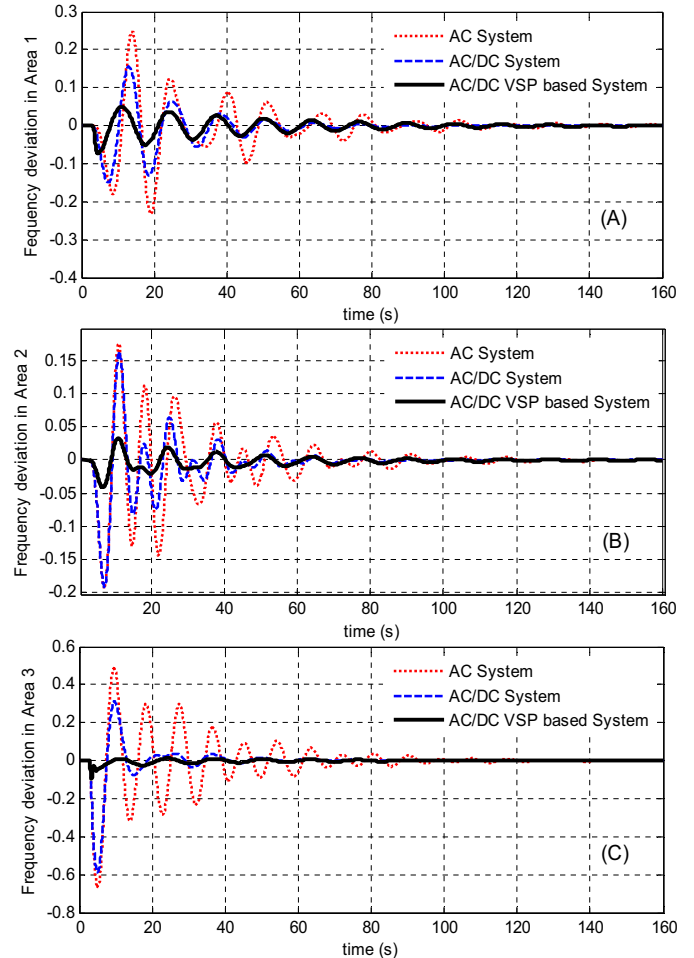 Fequency deviation in Area 1
0.3
0.2
0.1
0
-0.1
-0.2
0.3
-0.4
AC System
AC/DC System
AC/DC VSP based System
(A)
0 20 40 60 80 100 120 140 160
time (s)
Frequency deviation in Area 2
0.15
0.1
0.05
0
-0.05
-0.1
-0.15
-0.2
AC System
AC/DC System
AC/DC VSP based System
(B)
0 20 40 60 80 100 120 140 160
time (s)
Frequency deviation in Area 3
0.6
0.4
0.2
0
-0.2
-0.4
-0.6
-0.8
AC System
AC/DC System
AC/DC VSP based System
(C)
0 20 40 60 80 100 120 140 160
time (s)